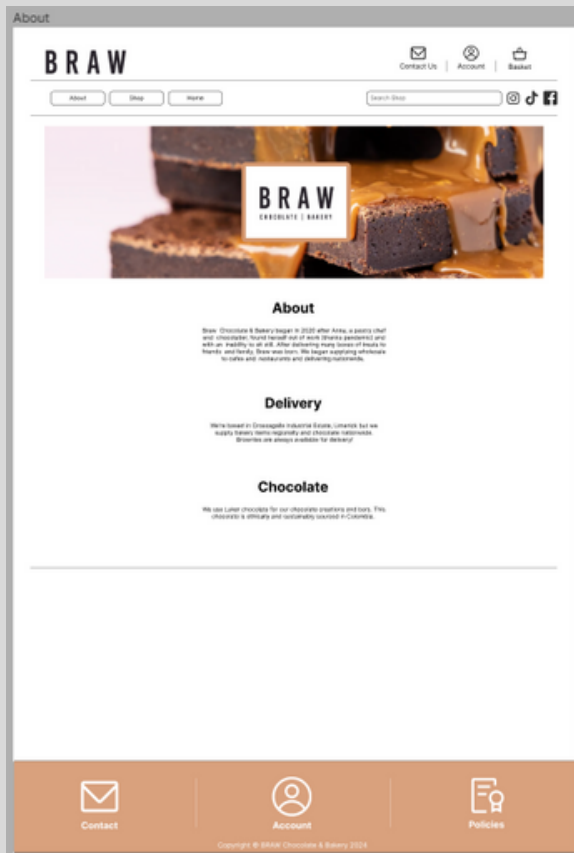 About
BRAW
Contact Us | Account | Basket
About Shop Home Search Shop
BRAW
CHOCOLATE | BAKERY
About
Braw Chocolate & Bakery began in 2020 after Anna, a pastry chef
and chocolatier, found herself out of work (thanks pandemic) and
with an inability to sit still. After delivering many boxes of treats to
friends and family, Braw was born. We began supplying wholesale
to cafes and restaurants and delivering nationwide.
Delivery
We're based in Industrial Estate, Limerick but we
supply bakery items regionally and chocolate nationwide.
Brownies are always available for delivery!
Chocolate
We use Luker chocolate for our chocolate creations and bars. This
chocolate is ethically and sustainably sourced in Colombia.
Contact
Account
Policies
Copyright © BRAW Chocolate & Bakery 2024